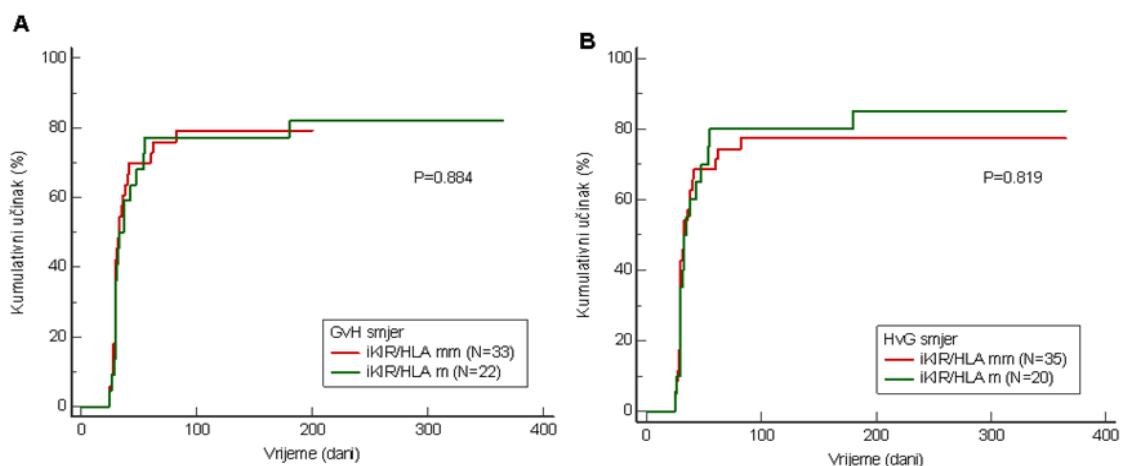 A
Kumulativni učinak (%)
100
80
60
40
20
0
P=0.884
GvH smjer
iKIR/HLA mm (N=33)
iKIR/HLA m (N=22)
0 100 200 300 400
Vrijeme (dani)
B
Kumulativni učinak (%)
100
80
60
40
20
0
P=0.819
HvG smjer
iKIR/HLA mm (N=35)
iKIR/HLA m (N=20)
0 100 200 300 400
Vrijeme (dani)